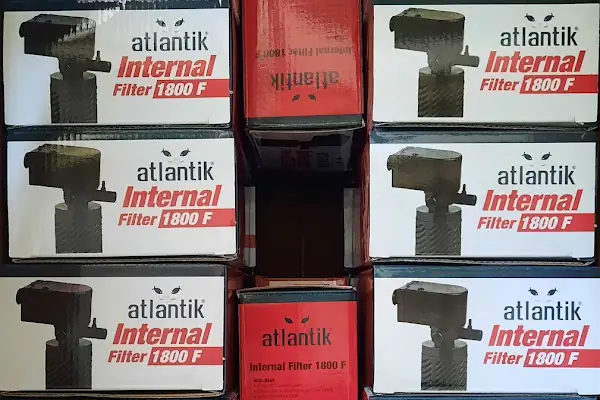 atlantik®
Internal
Filter 1800 F
atlantik
Internal Filter 1800 F
atlantik®
Internal
Filter 1800 F
atlantik®
Internal
Filter 1800 F
atlantik®
Internal
Filter 1800 F
atlantik®
Internal
Filter 1800 F
atlantik
Internal Filter 1800 F
atlantik®
Internal
Filter 1800 F